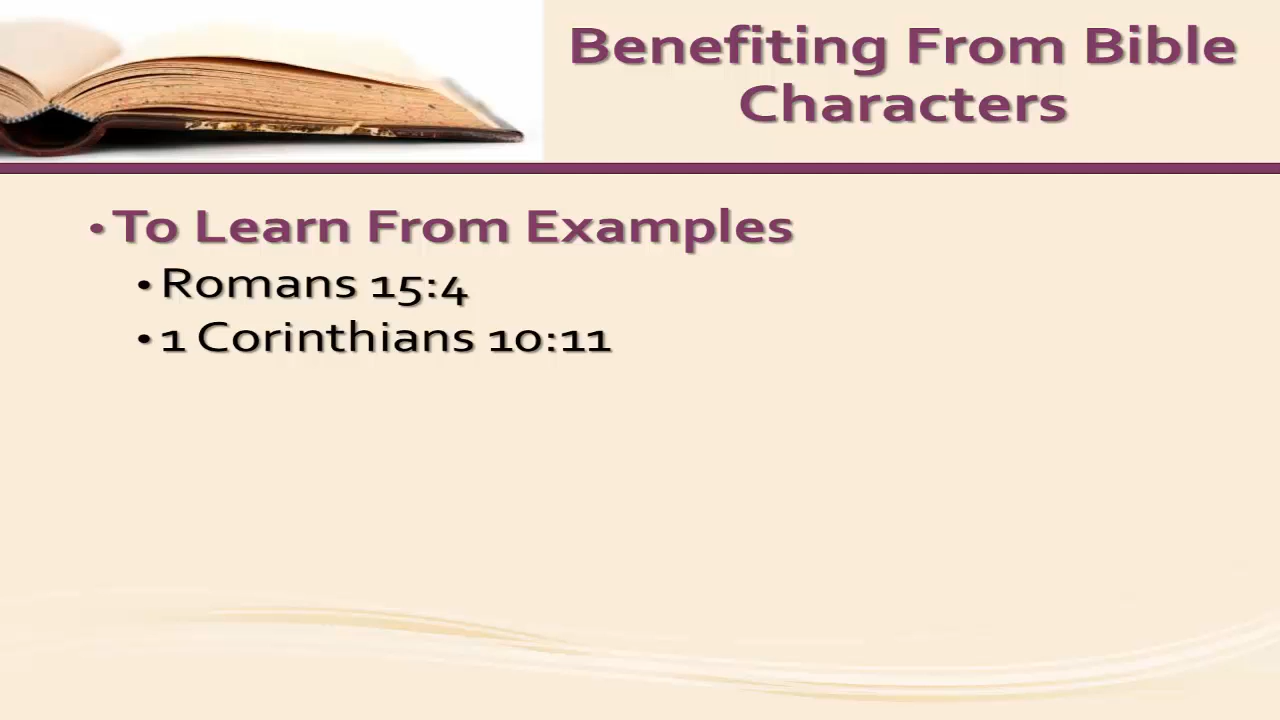 Benefiting From Bible
Characters
• To Learn From Examples
• Romans 15:4
• 1 Corinthians 10:11